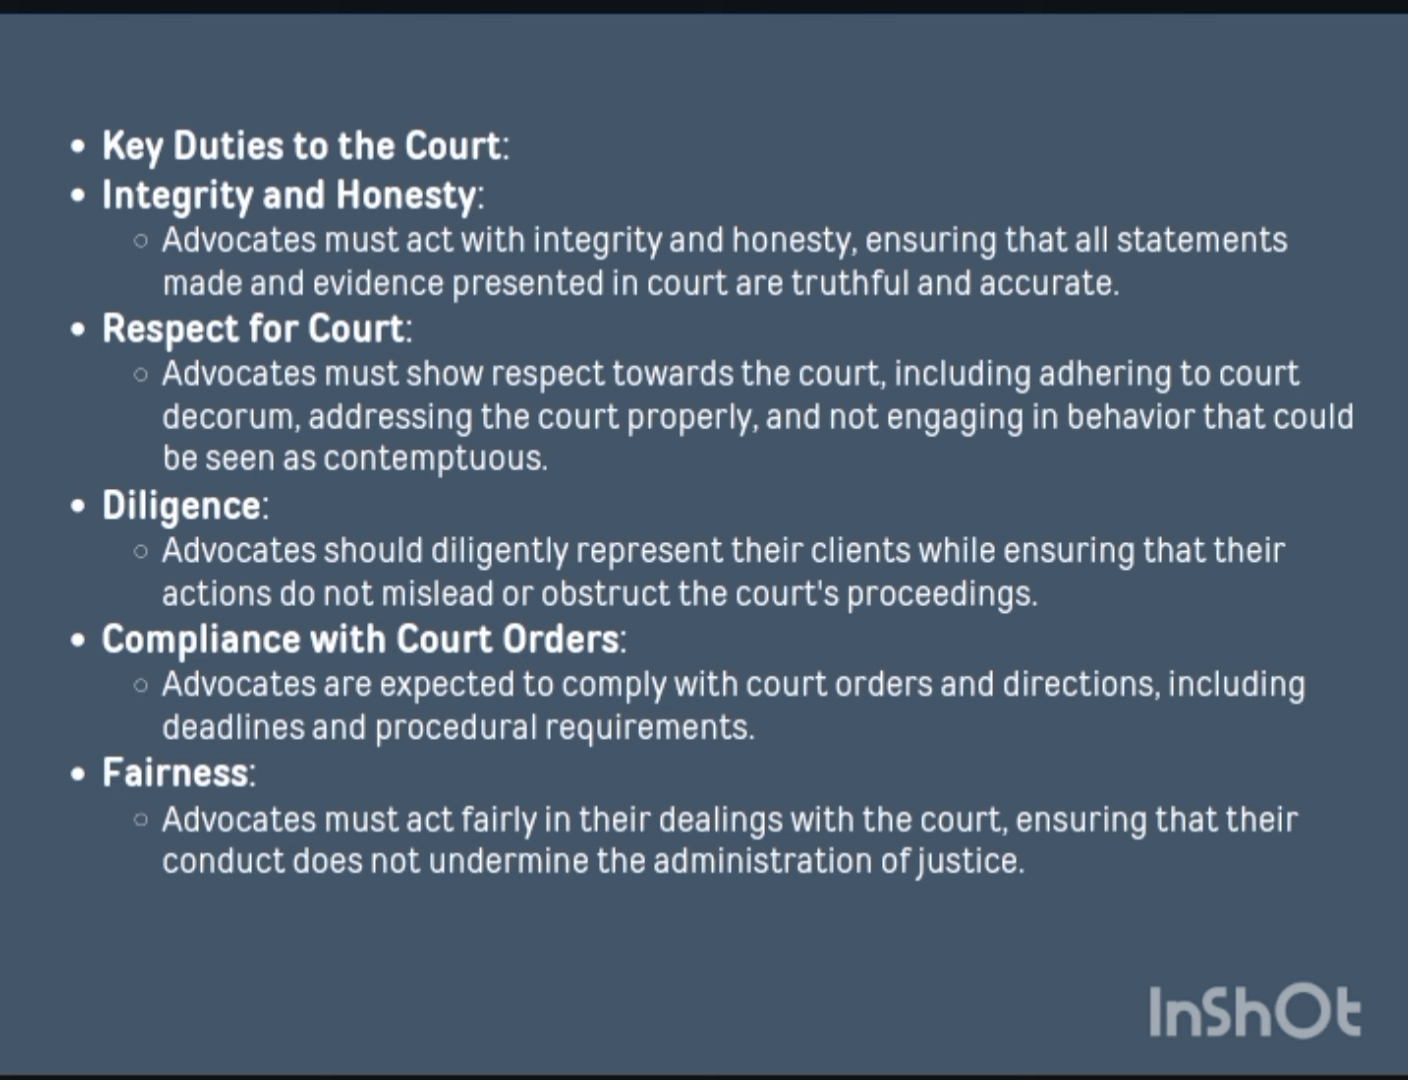 • Key Duties to the Court:
• Integrity and Honesty:
○ Advocates must act with integrity and honesty, ensuring that all statements
made and evidence presented in court are truthful and accurate.
• Respect for Court:
○ Advocates must show respect towards the court, including adhering to court
decorum, addressing the court properly, and not engaging in behavior that could
be seen as contemptuous.
• Diligence:
○ Advocates should diligently represent their clients while ensuring that their
actions do not mislead or obstruct the court's proceedings.
• Compliance with Court Orders:
○ Advocates are expected to comply with court orders and directions, including
deadlines and procedural requirements.
• Fairness:
○ Advocates must act fairly in their dealings with the court, ensuring that their
conduct does not undermine the administration of justice.
InShOt